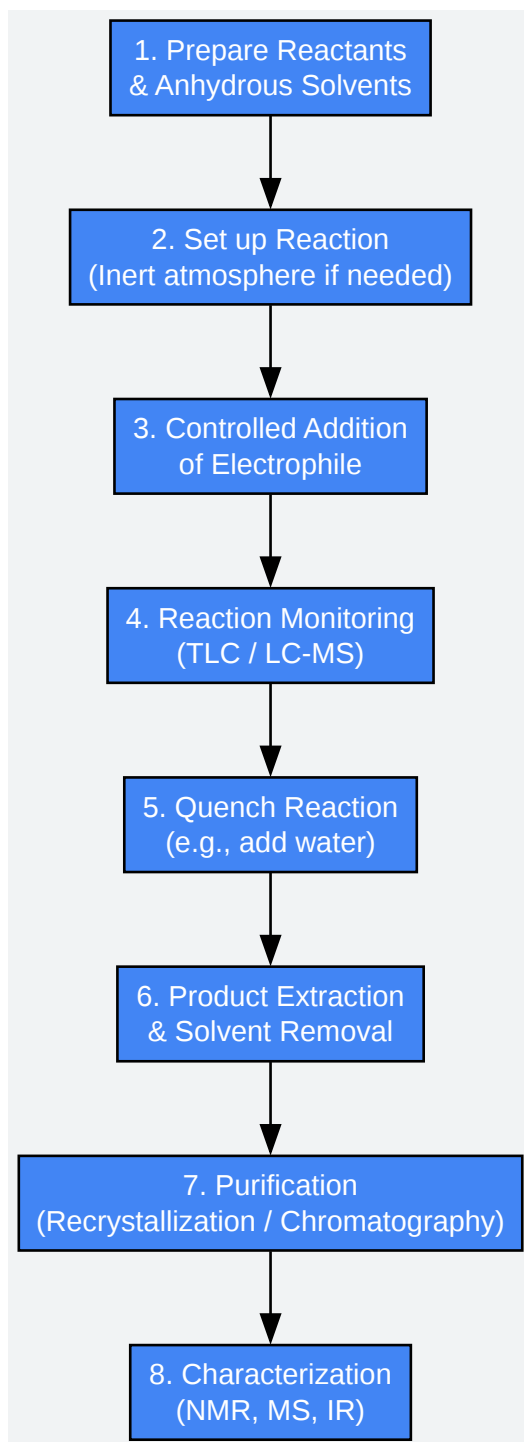 1. Prepare Reactants
& Anhydrous Solvents
2. Set up Reaction
(Inert atmosphere if needed)
3. Controlled Addition
of Electrophile
4. Reaction Monitoring
(TLC / LC-MS)
5. Quench Reaction
(e.g., add water)
6. Product Extraction
& Solvent Removal
7. Purification
(Recrystallization / Chromatography)
8. Characterization
(NMR, MS, IR)